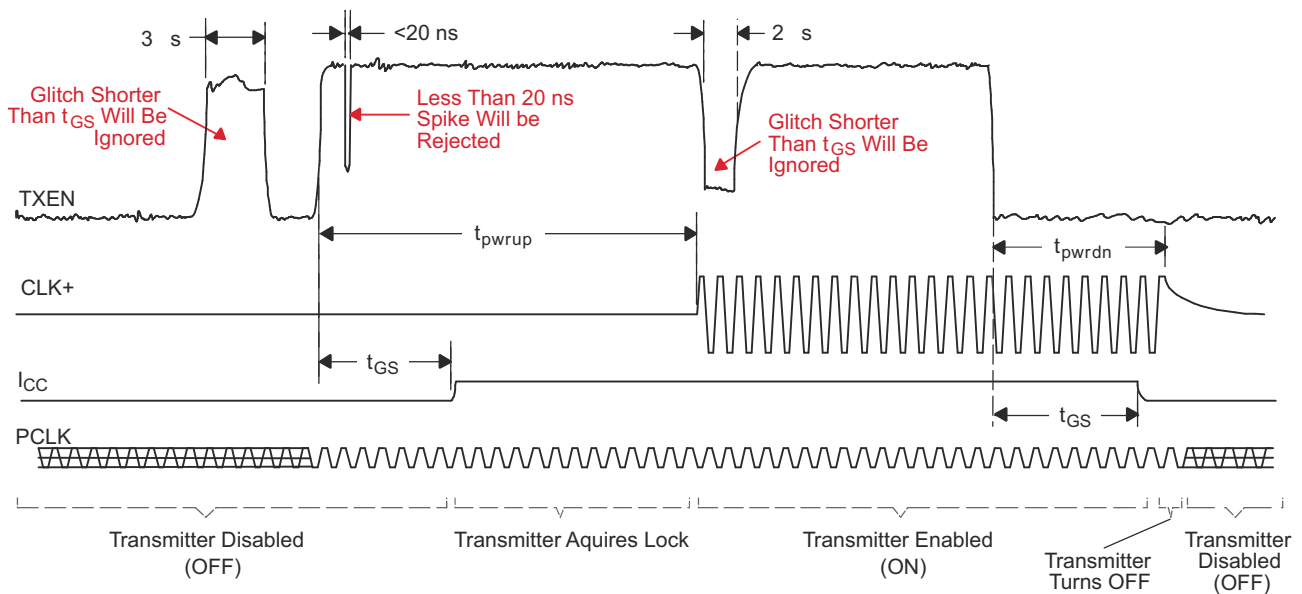 3 s
<20 ns
2 s
Glitch Shorter
Than tGS Will Be
Ignored
Less Than 20 ns
Spike Will be
Rejected
Glitch Shorter
Than tGS Will Be
Ignored
TXEN
tpwrup
tpwrdn
CLK+
tGS
ICC
tGS
PCLK
Transmitter Disabled
(OFF)
Transmitter Aquires Lock
Transmitter Enabled
(ON)
Transmitter
Turns OFF
Transmitter
Disabled
(OFF)